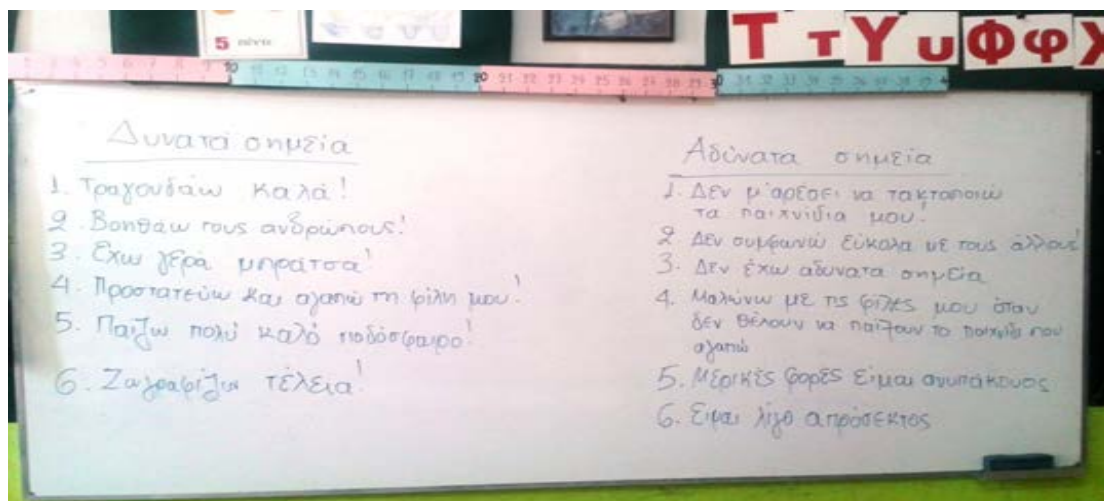 5 πέντε
Τ τ Υ υ Φ φ Χ
Δυνατά σημεία
1. Τραγουδάω καλά!
2. Βοηθάω τους ανθρώπους!
3. Έχω γερά μπράτσα!
4. Προστατεύω και αγαπώ τη φίλη μου!
5. Παίζω πολύ καλό ποδόσφαιρο!
6. Ζωγραφίζω τέλεια!
Αδύνατα σημεία
1. Δεν μ'αρέσει να τακτοποιώ
τα παιχνίδια μου!
2. Δεν συμφωνώ εύκολα με τους άλλους!
3. Δεν έχω αδύνατα σημεία
4. Μαλώνω με τις φίλες μου όταν
δεν θέλουν να παίξουν το παιχνίδι που
αγαπώ
5. Μερικές φορές είμαι ανυπάκουος
6. Είμαι λίγο απρόσεκτος